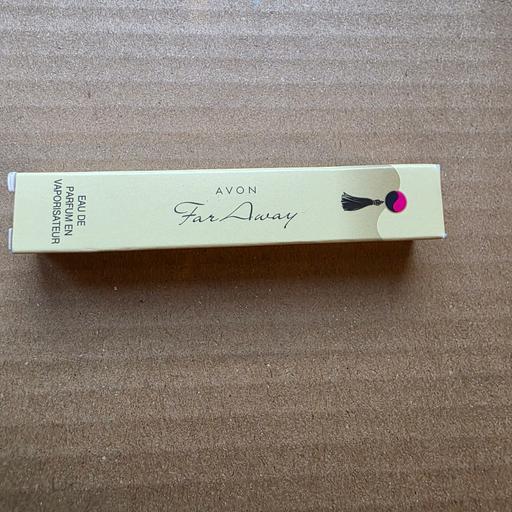 AVON
Far Away
EAU DE
PARFUM EN
VAPORISATEUR